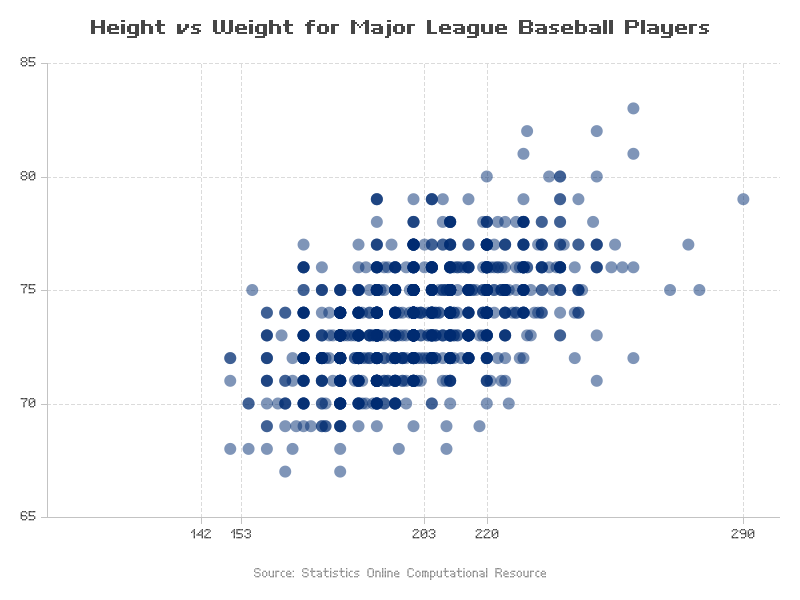 Height vs Weight for Major League Baseball Players
85
80
75
70
65
142 153 203 220 290
Source: Statistics Online Computational Resource